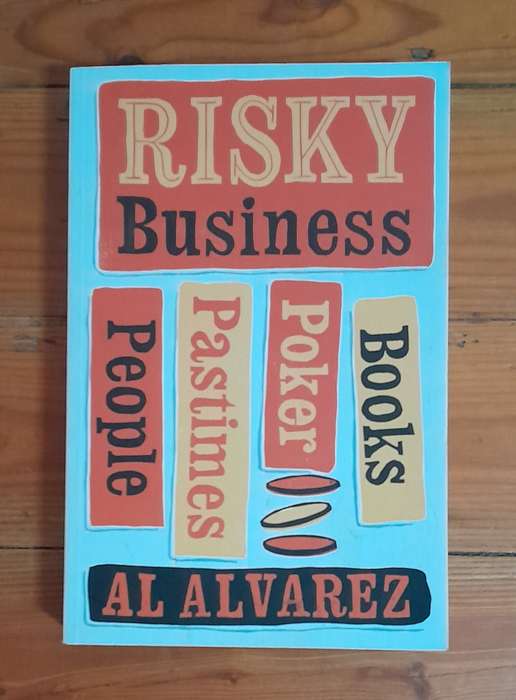 RISKY
Business
People
Pastimes
Poker
Books
AL ALVAREZ